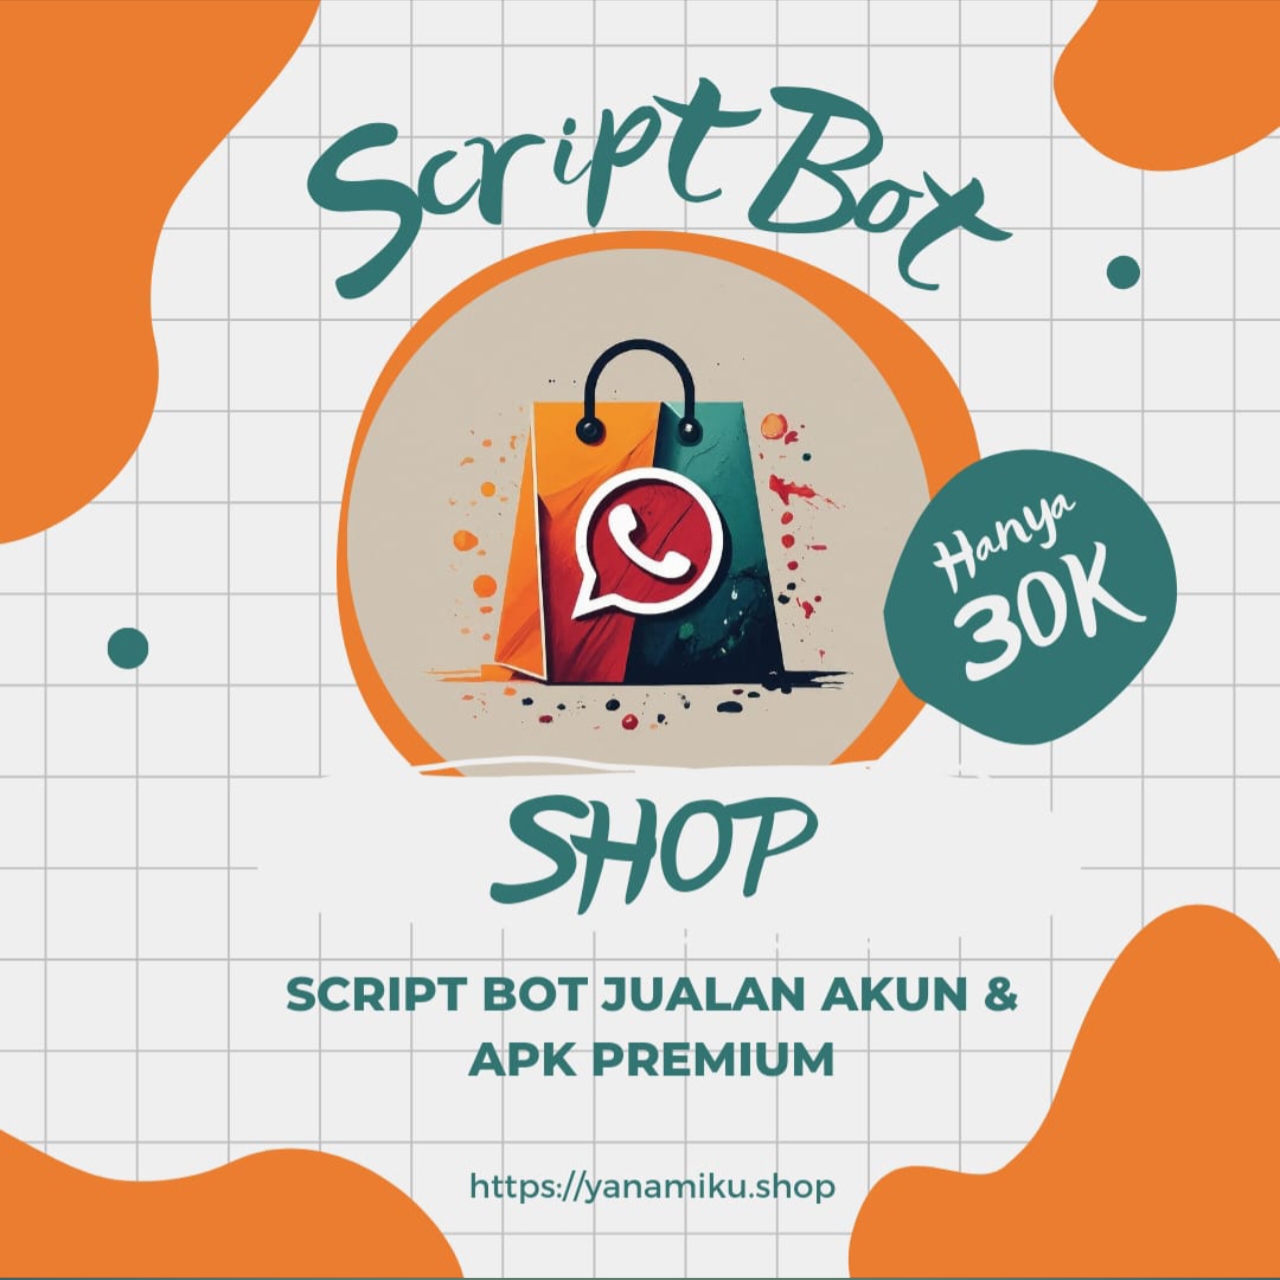 Script Bot
Hanya
30K
SHOP
SCRIPT BOT JUALAN AKUN &
APK PREMIUM
https://yanamiku.shop